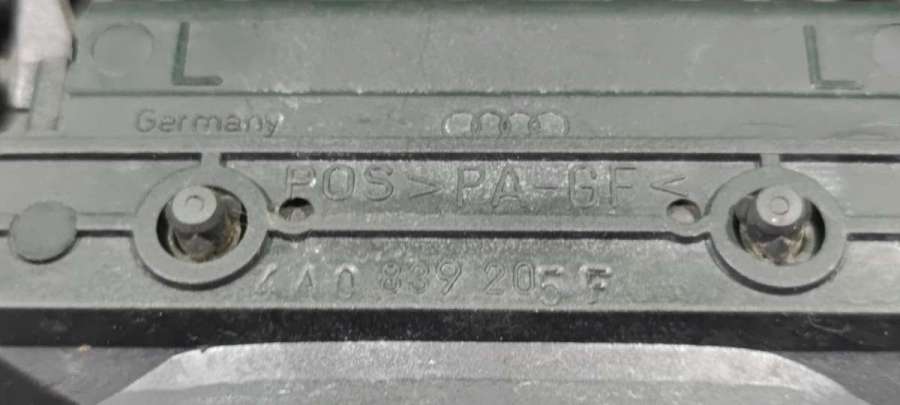 L L
Germany
POS >PA-GF<
4A0 839 205 F